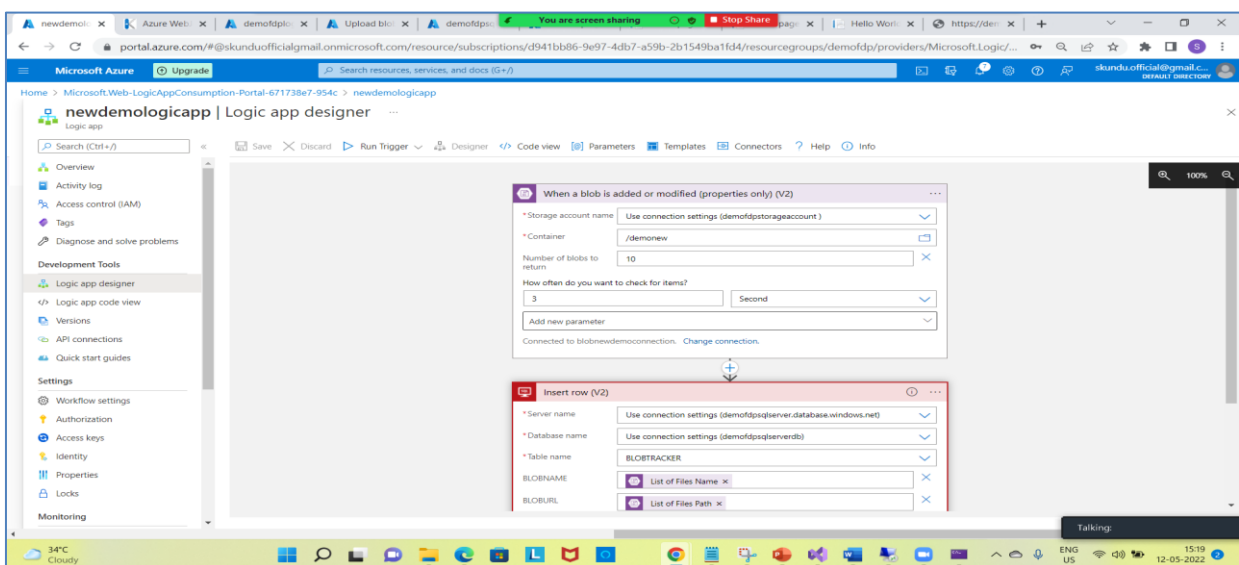 newdemolo
Azure Web
demofdplo
Upload blo
demofdpsq
You are screen sharing
Stop Share
page
Hello World
https://dem
portal.azure.com/#@skunduofficialgmail.onmicrosoft.com/resource/subscriptions/d941bb86-9e97-4db7-a59b-2b1549ba1fd4/resourcegroups/demofdp/providers/Microsoft.Logic/...
S
Microsoft Azure
Upgrade
Search resources, services, and docs (G+/)
7
skundu.official@gmail.c...
DEFAULT DIRECTORY
Home > Microsoft.Web-LogicAppConsumption-Portal-671738e7-954c > newdemologicapp
newdemologicapp | Logic app designer ...
Logic app
Search (Ctrl+/)
Save Discard Run Trigger Designer Code view Parameters Templates Connectors Help Info
Overview
Activity log
Access control (IAM)
Tags
Diagnose and solve problems
Development Tools
Logic app designer
Logic app code view
Versions
API connections
Quick start guides
Settings
Workflow settings
Authorization
Access keys
Identity
Properties
Locks
Monitoring
100%
When a blob is added or modified (properties only) (V2)
*Storage account name Use connection settings (demofdpstorageaccount )
*Container /demonew
Number of blobs to return 10
How often do you want to check for items?
3 Second
Add new parameter
Connected to blobnewdemoconnection. Change connection.
Insert row (V2)
*Server name Use connection settings (demofdpsqlserver.database.windows.net)
*Database name Use connection settings (demofdpsqlserverdb)
*Table name BLOBTRACKER
BLOBNAME List of Files Name ×
BLOBURL List of Files Path ×
Talking:
34°C
Cloudy
ENG
US
15:19
12-05-2022
2